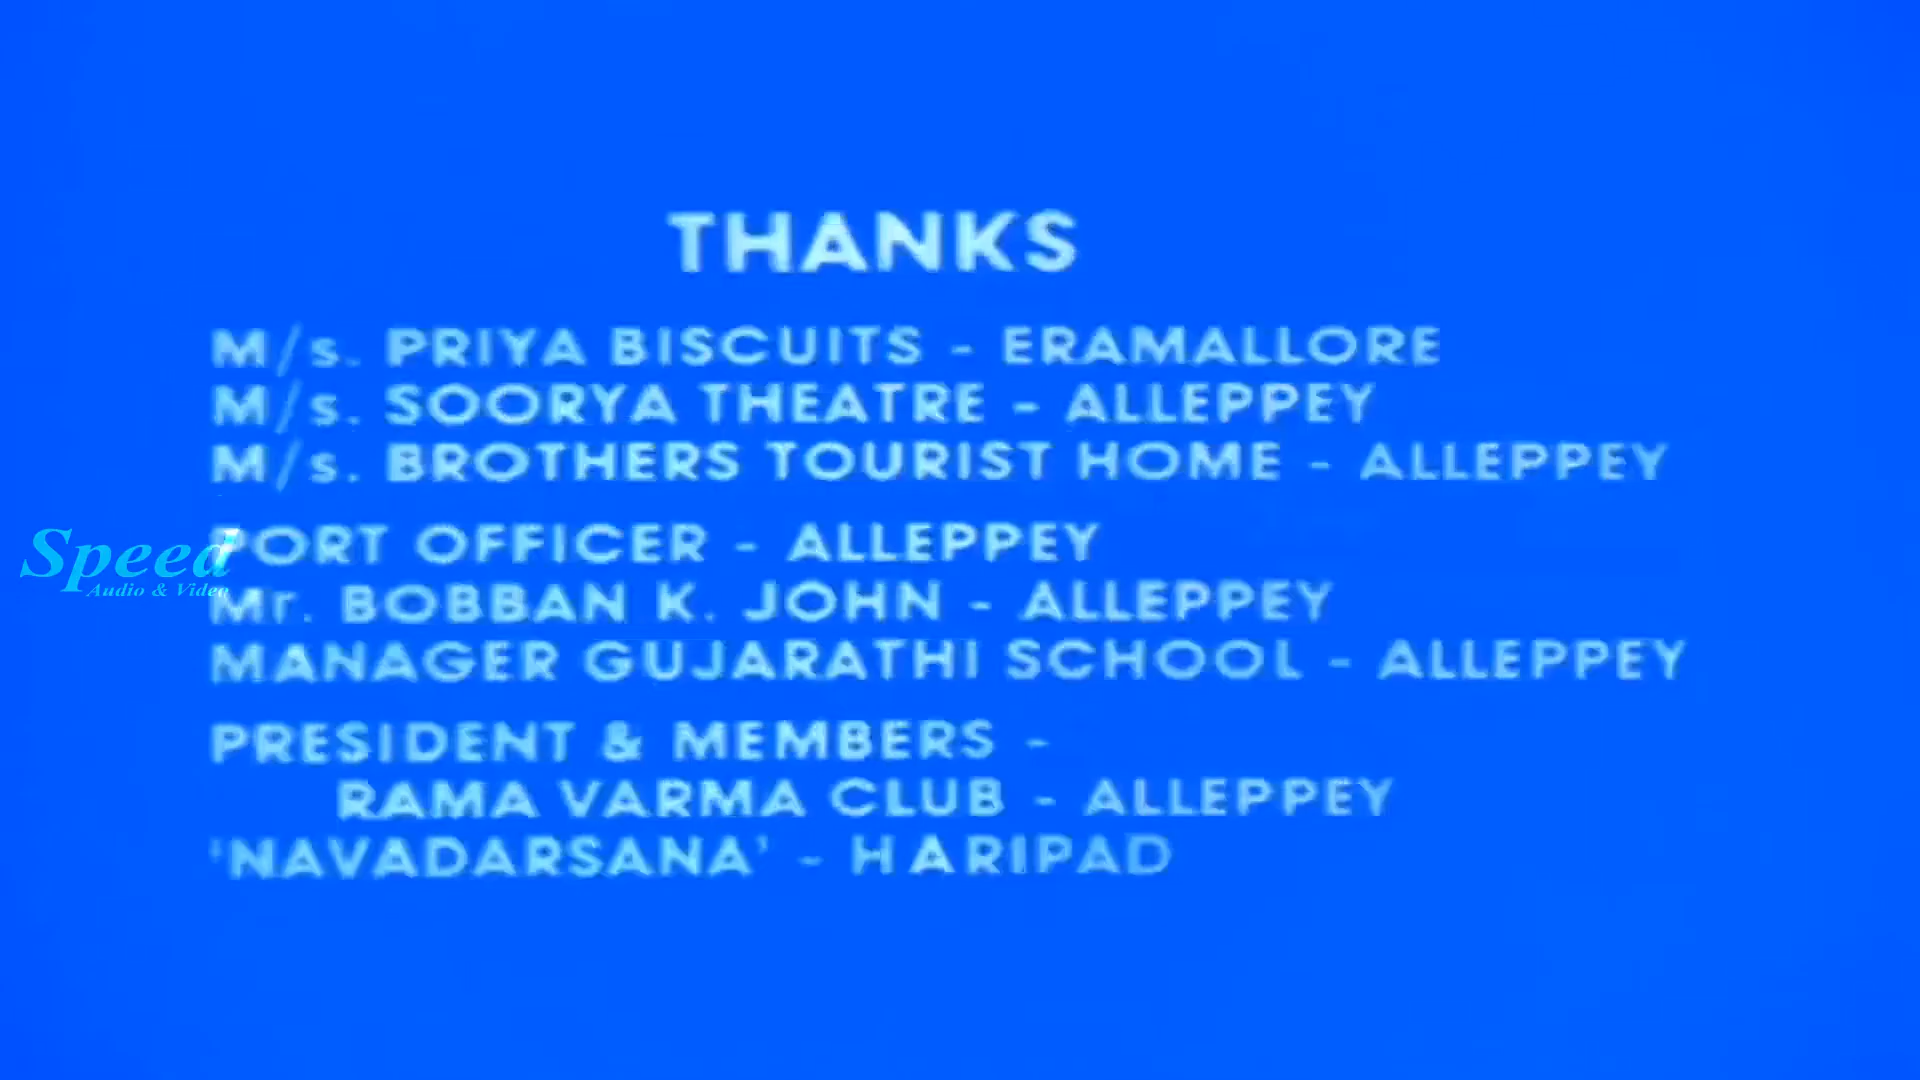 THANKS
M/s. PRIYA BISCUITS - ERAMALLORE
M/s. SOORYA THEATRE - ALLEPPEY
M/s. BROTHERS TOURIST HOME - ALLEPPEY
PORT OFFICER - ALLEPPEY
Speed
Audio & Video
Mr. BOBBAN K. JOHN - ALLEPPEY
MANAGER GUJARATHI SCHOOL - ALLEPPEY
PRESIDENT & MEMBERS -
RAMA VARMA CLUB - ALLEPPEY
'NAVADARSANA' - HARIPAD